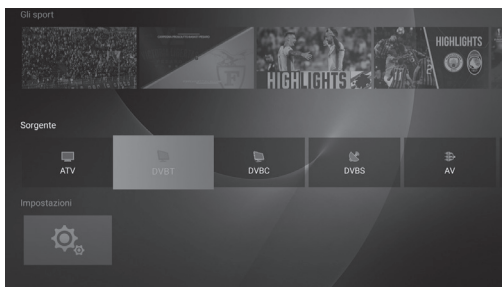 Gli sport
HIGHLIGHTS
HIGHLIGHTS
Sorgente
ATV
DVBT
DVBC
DVBS
AV
Impostazioni